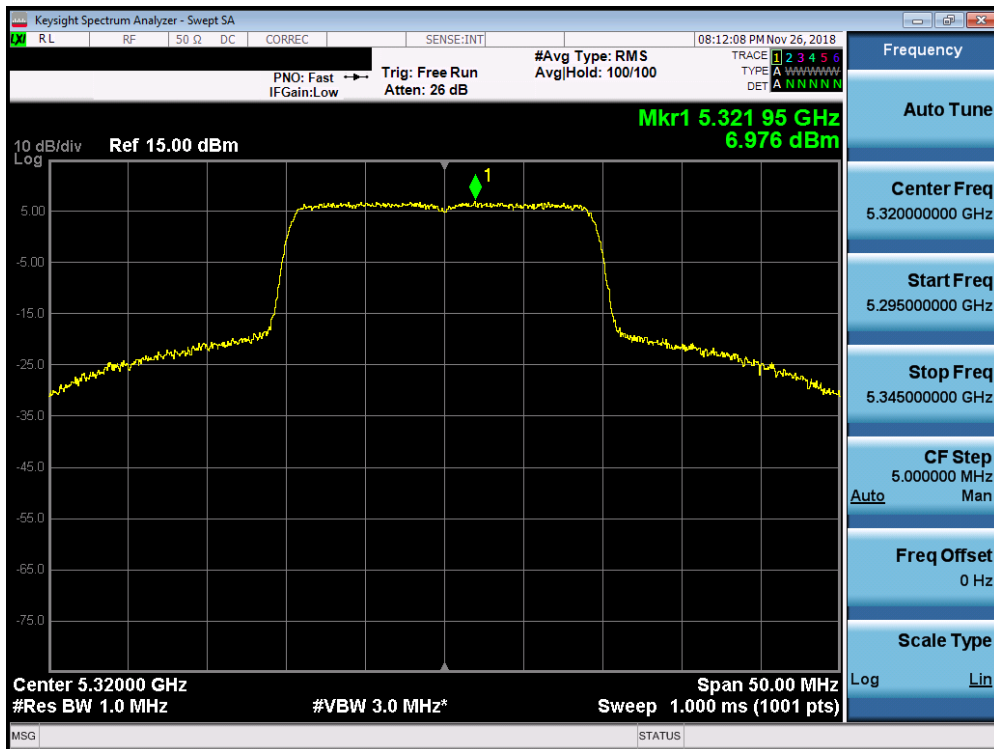 Keysight Spectrum Analyzer - Swept SA
LXI RL RF 50 Ω DC CORREC SENSE:INT 08:12:08 PM Nov 26, 2018
PNO: Fast
IFGain:Low
Trig: Free Run
Atten: 26 dB
#Avg Type: RMS
Avg|Hold: 100/100
TRACE 1 2 3 4 5 6
TYPE A WWWWW
DET A N N N N N
Mkr1 5.321 95 GHz
6.976 dBm
10 dB/div Ref 15.00 dBm
Log
1
5.00
-5.00
-15.0
-25.0
-35.0
-45.0
-55.0
-65.0
-75.0
Center 5.32000 GHz Span 50.00 MHz
#Res BW 1.0 MHz #VBW 3.0 MHz* Sweep 1.000 ms (1001 pts)
MSG STATUS
Frequency
Auto Tune
Center Freq
5.320000000 GHz
Start Freq
5.295000000 GHz
Stop Freq
5.345000000 GHz
CF Step
5.000000 MHz
Auto Man
Freq Offset
0 Hz
Scale Type
Log Lin